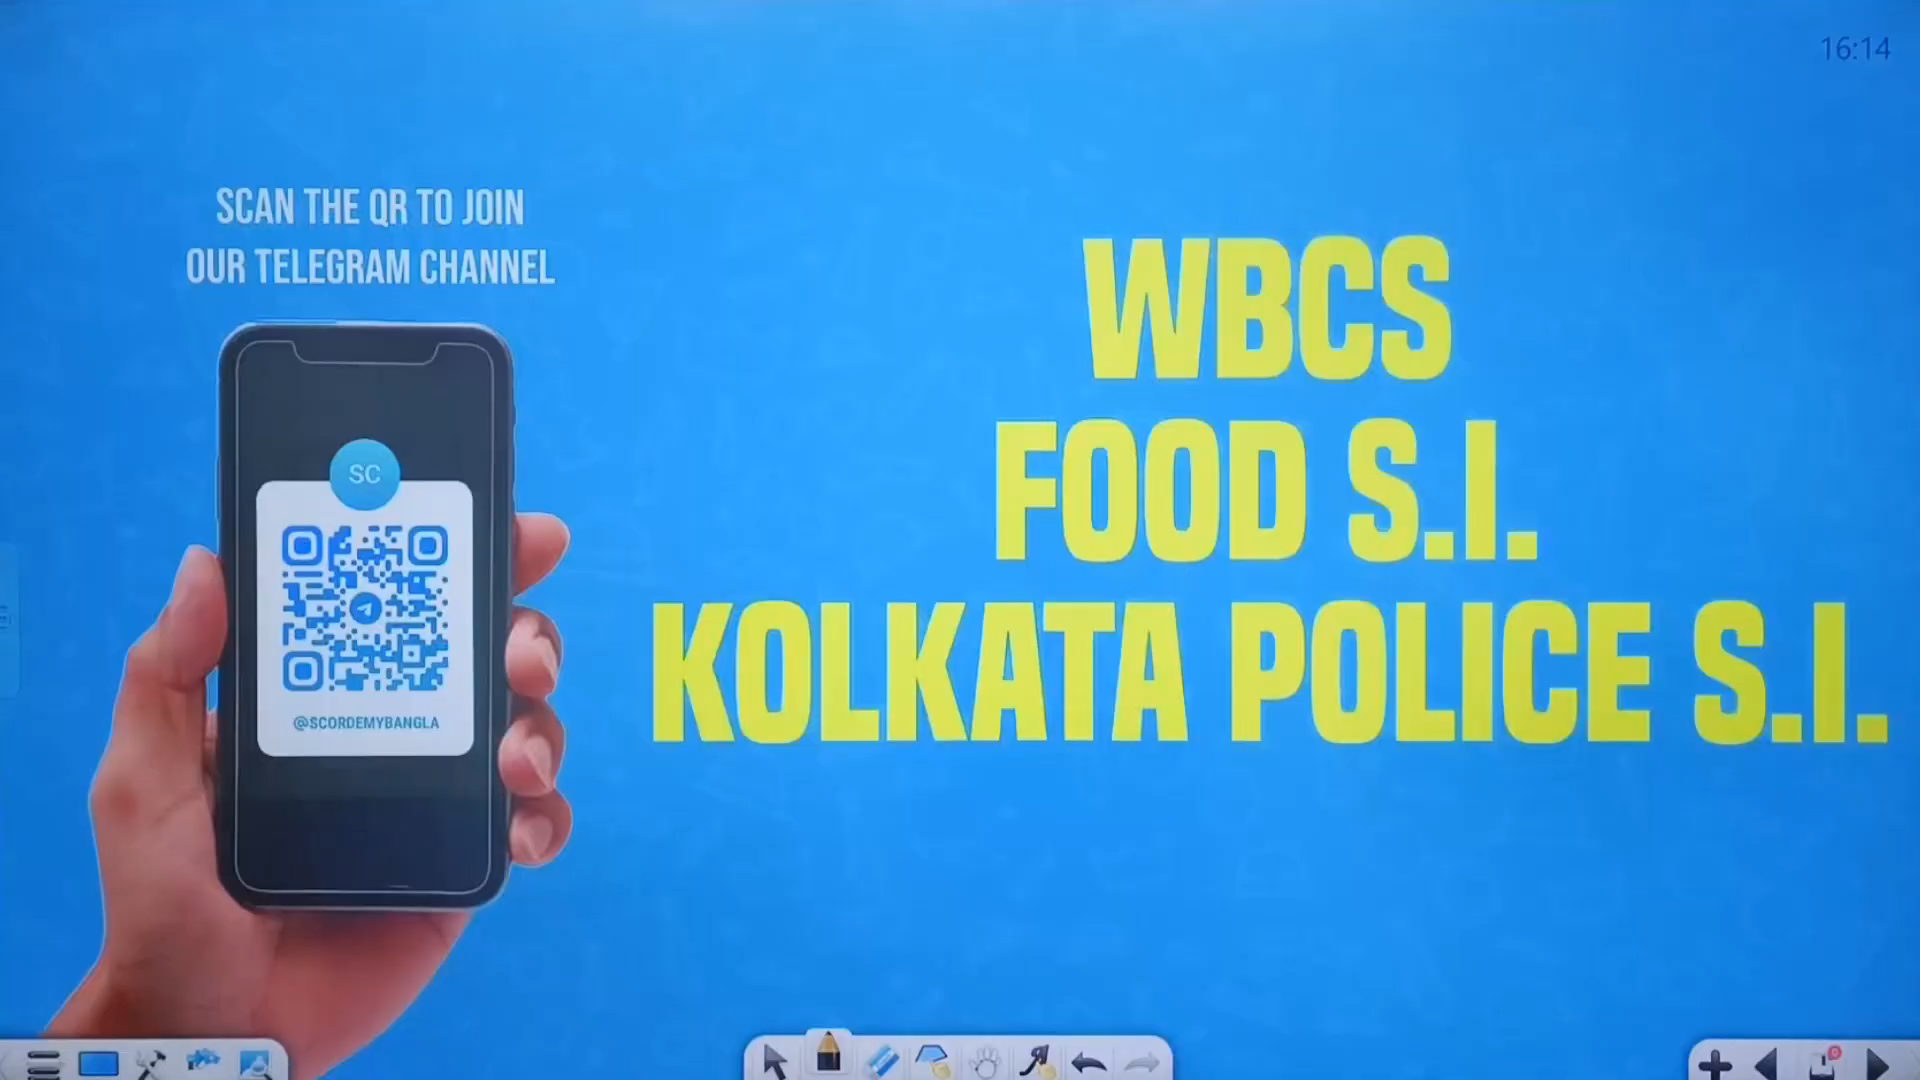 16:14
SCAN THE QR TO JOIN
OUR TELEGRAM CHANNEL
SC
@SCORDEMYBANGLA
WBCS
FOOD S.I.
KOLKATA POLICE S.I.